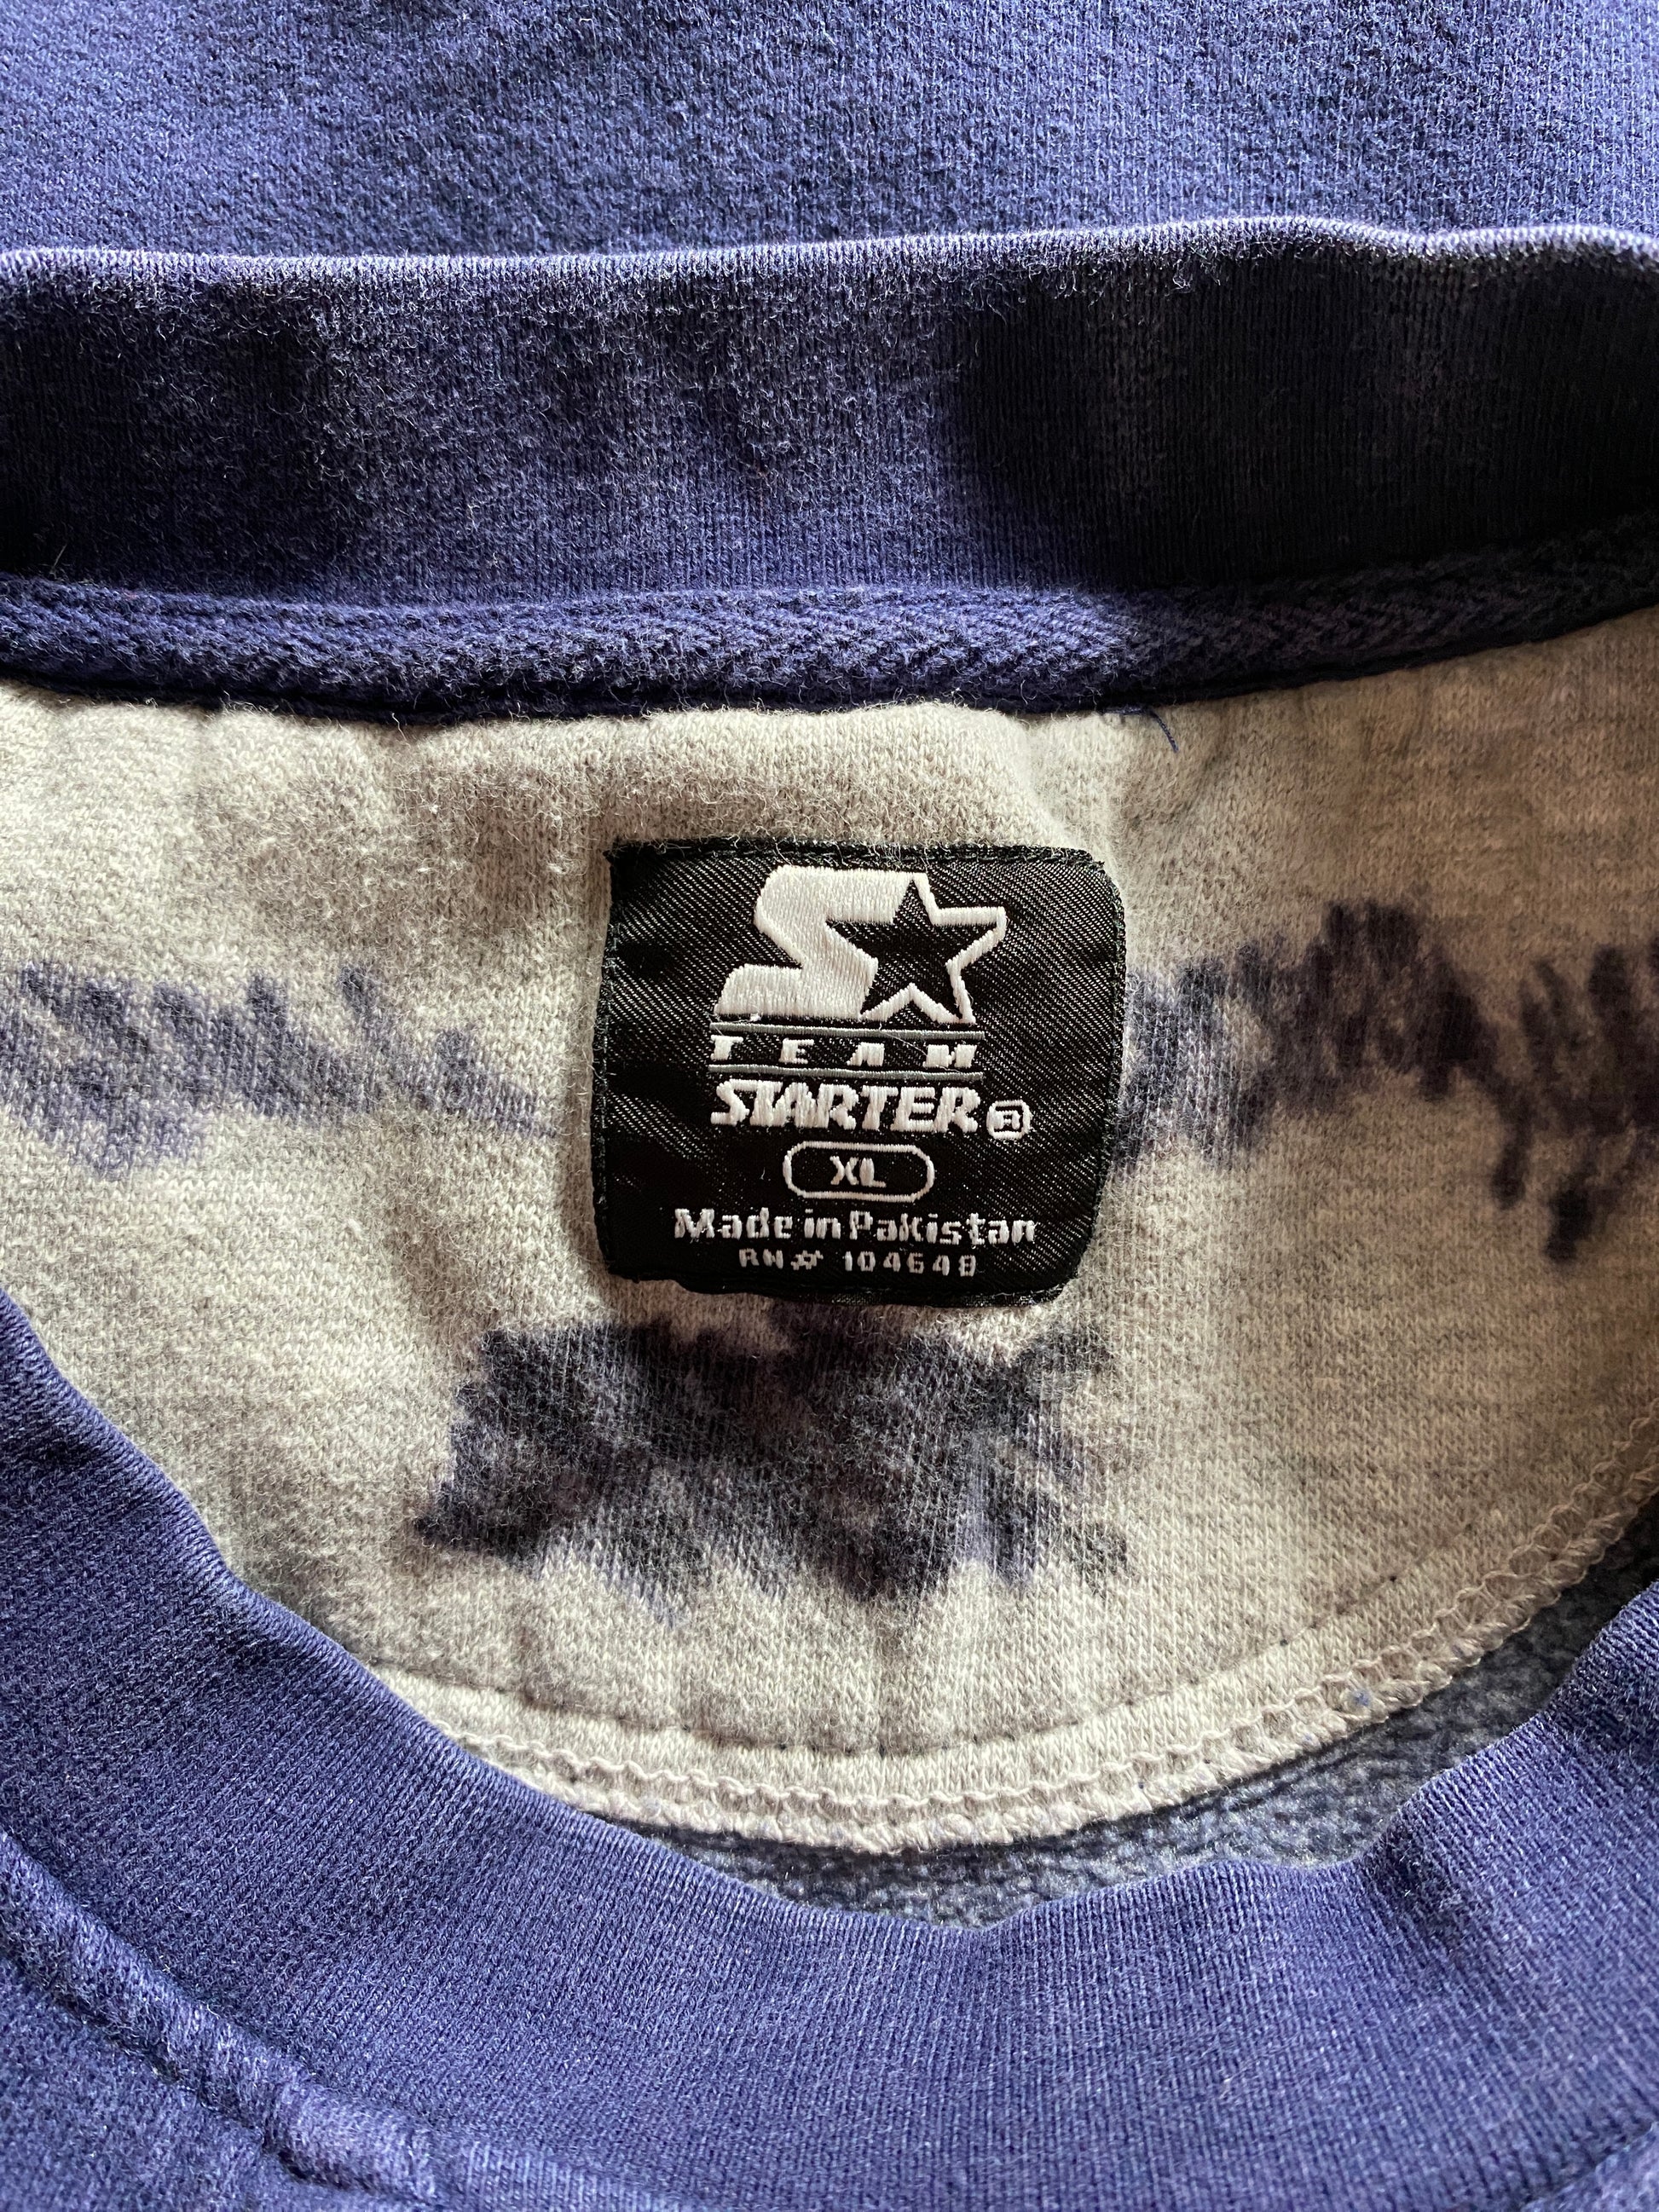 TEAM
STARTER®
XL
Made in Pakistan
RN# 104648